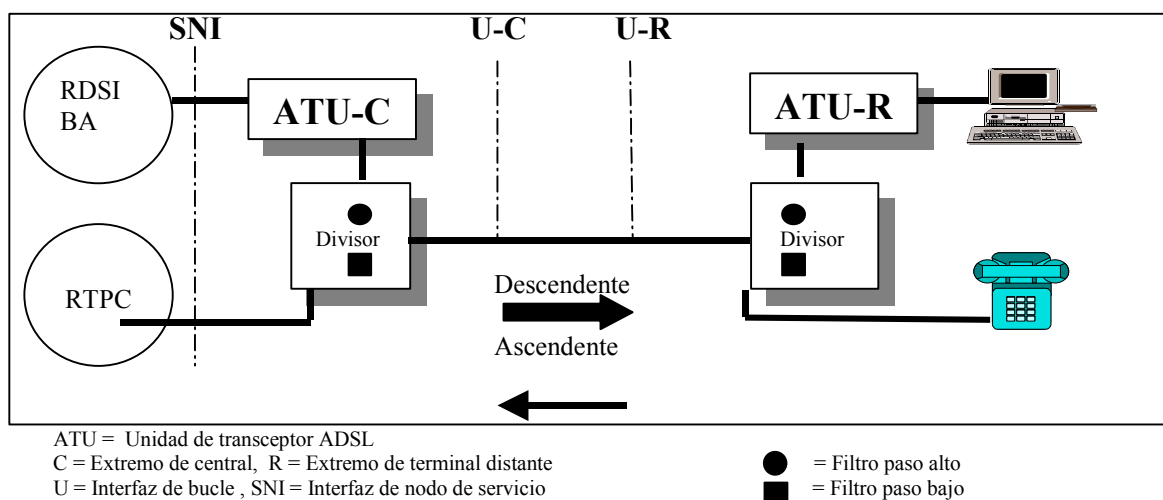 SNI
U-C
U-R
RDSI
BA
ATU-C
ATU-R
Divisor
Divisor
RTPC
Descendente
Ascendente
ATU = Unidad de transceptor ADSL
C = Extremo de central, R = Extremo de terminal distante
= Filtro paso alto
U = Interfaz de bucle , SNI = Interfaz de nodo de servicio
= Filtro paso bajo